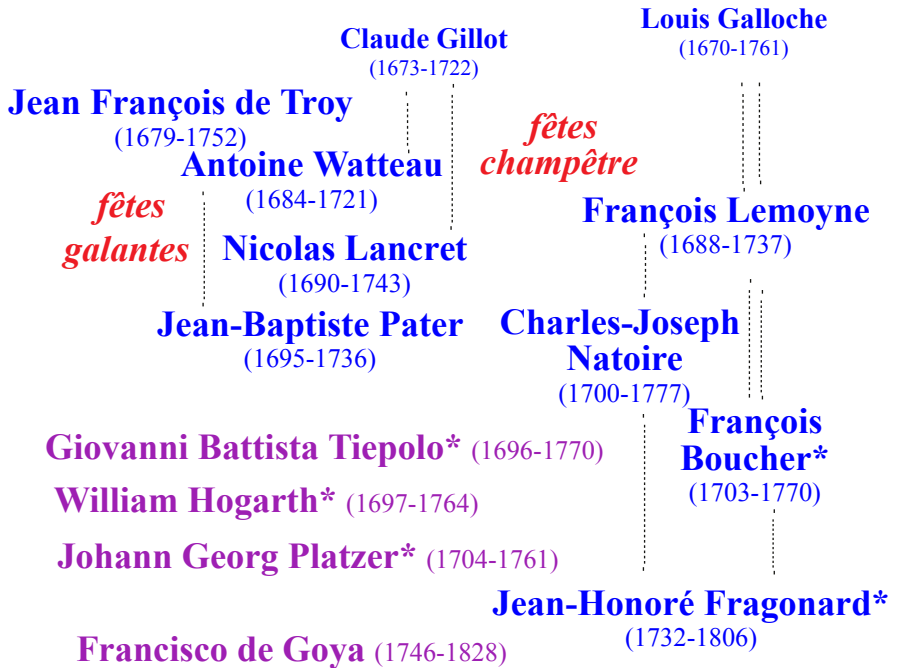 Louis Galloche
(1670-1761)
Claude Gillot
(1673-1722)
Jean François de Troy
(1679-1752)
fêtes
champêtre
Antoine Watteau
(1684-1721)
fêtes
galantes
François Lemoyne
(1688-1737)
Nicolas Lancret
(1690-1743)
Jean-Baptiste Pater
(1695-1736)
Charles-Joseph
Natoire
(1700-1777)
François
Boucher*
(1703-1770)
Giovanni Battista Tiepolo* (1696-1770)
William Hogarth* (1697-1764)
Johann Georg Platzer* (1704-1761)
Jean-Honoré Fragonard*
(1732-1806)
Francisco de Goya (1746-1828)